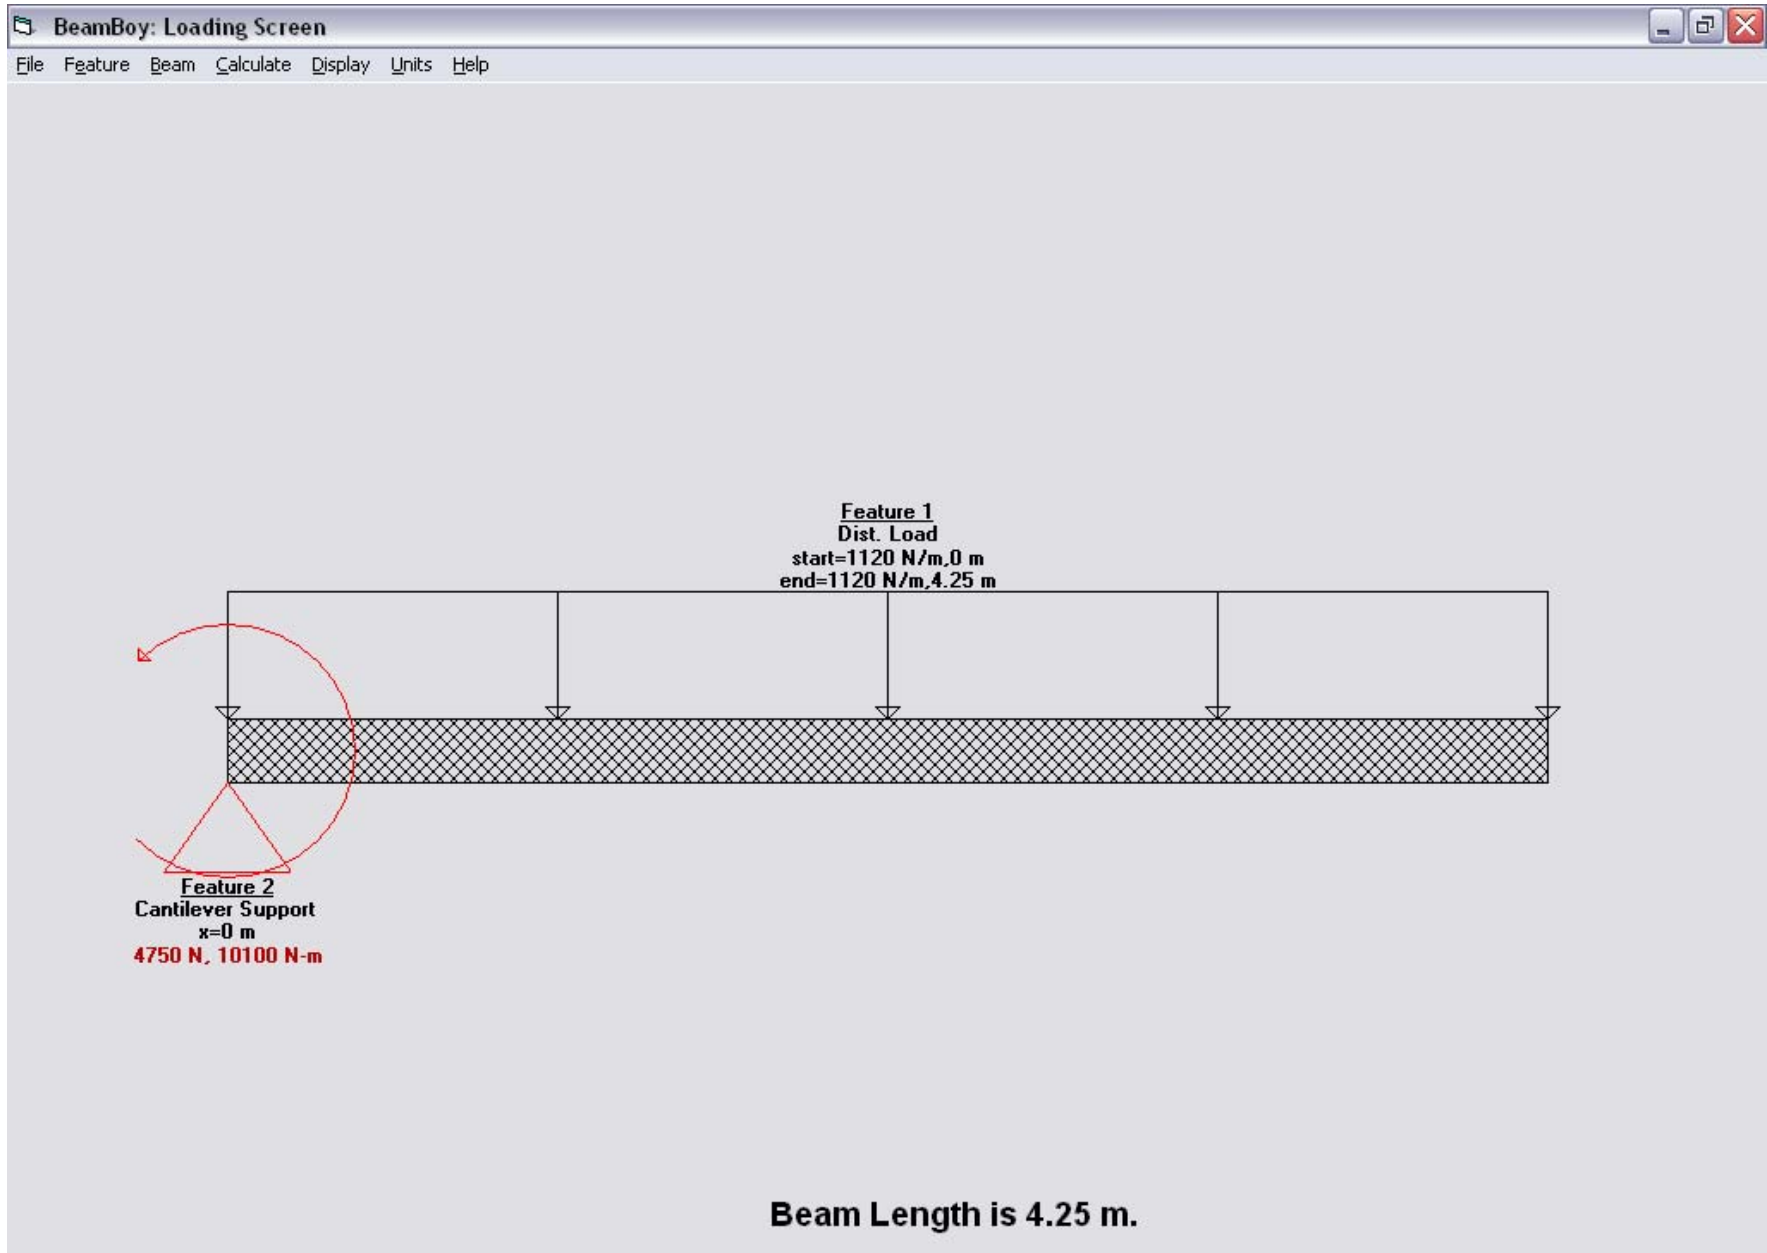 BeamBoy: Loading Screen
File Feature Beam Calculate Display Units Help
Feature 1
Dist. Load
start=1120 N/m,0 m
end=1120 N/m,4.25 m
Feature 2
Cantilever Support
x=0 m
4750 N, 10100 N-m
Beam Length is 4.25 m.